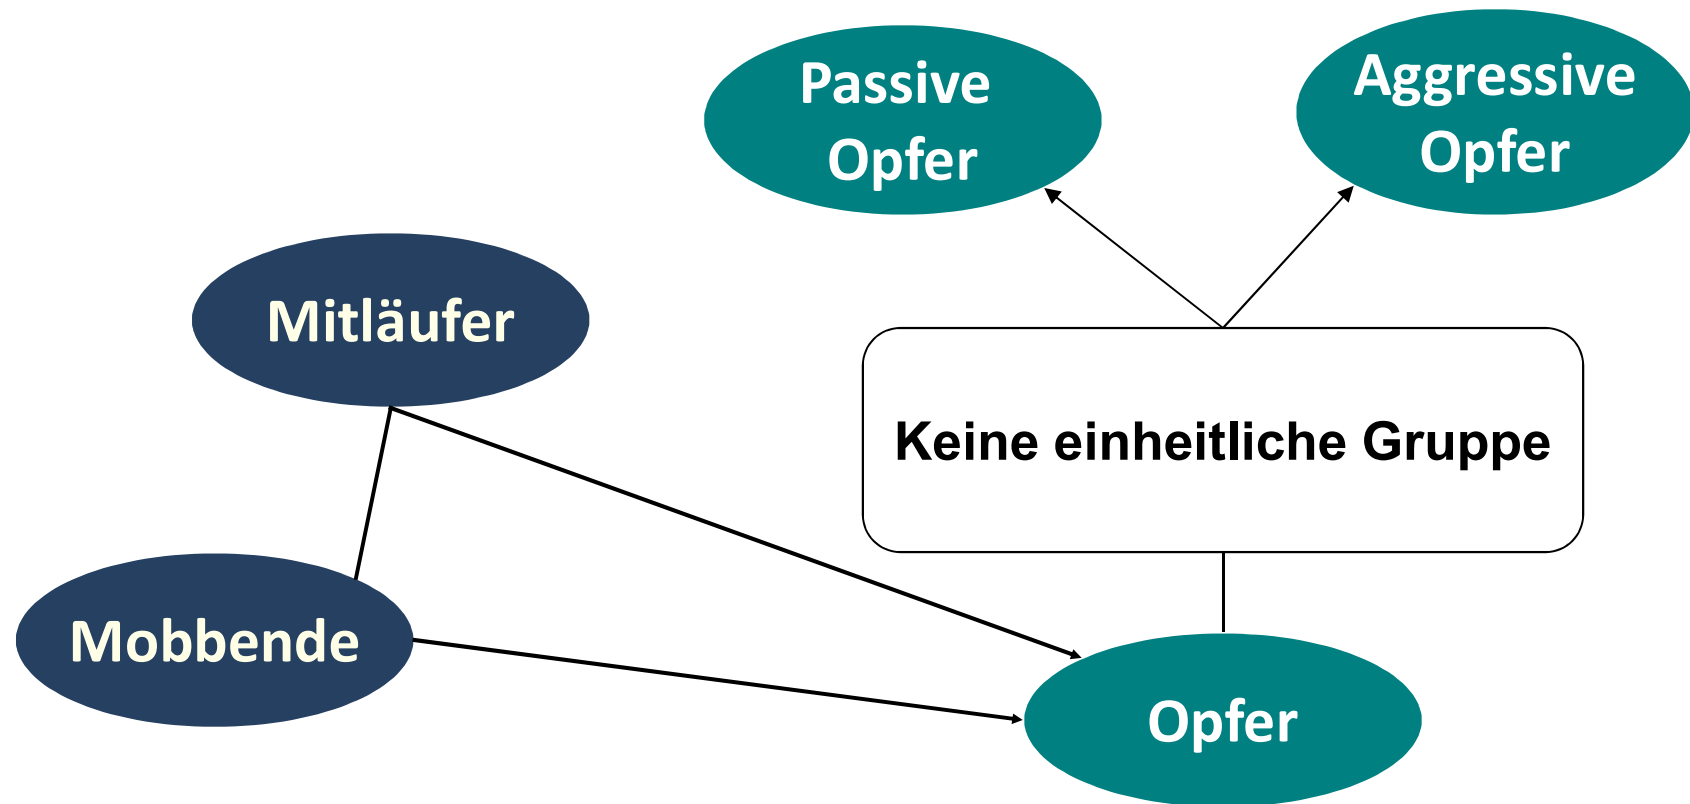 Passive
Opfer
Aggressive
Opfer
Mitläufer
Keine einheitliche Gruppe
Mobbende
Opfer